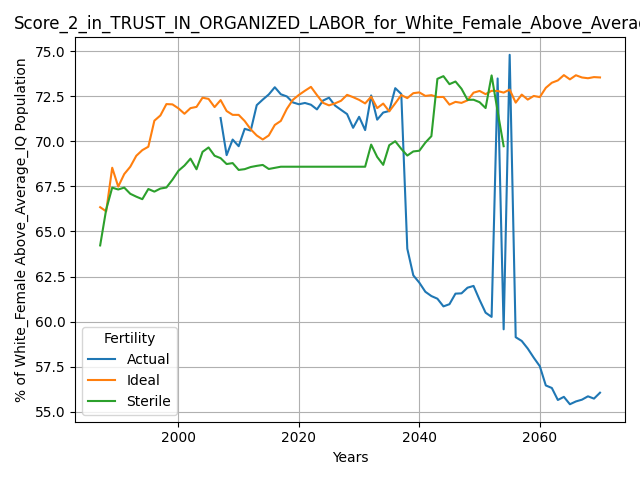 Score_2_in_TRUST_IN_ORGANIZED_LABOR_for_White_Female_Above_Averag
% of White_Female Above_Average_IQ Population
75.0
72.5
70.0
67.5
65.0
62.5
60.0
57.5
55.0
Fertility
Actual
Ideal
Sterile
2000
2020
2040
2060
Years